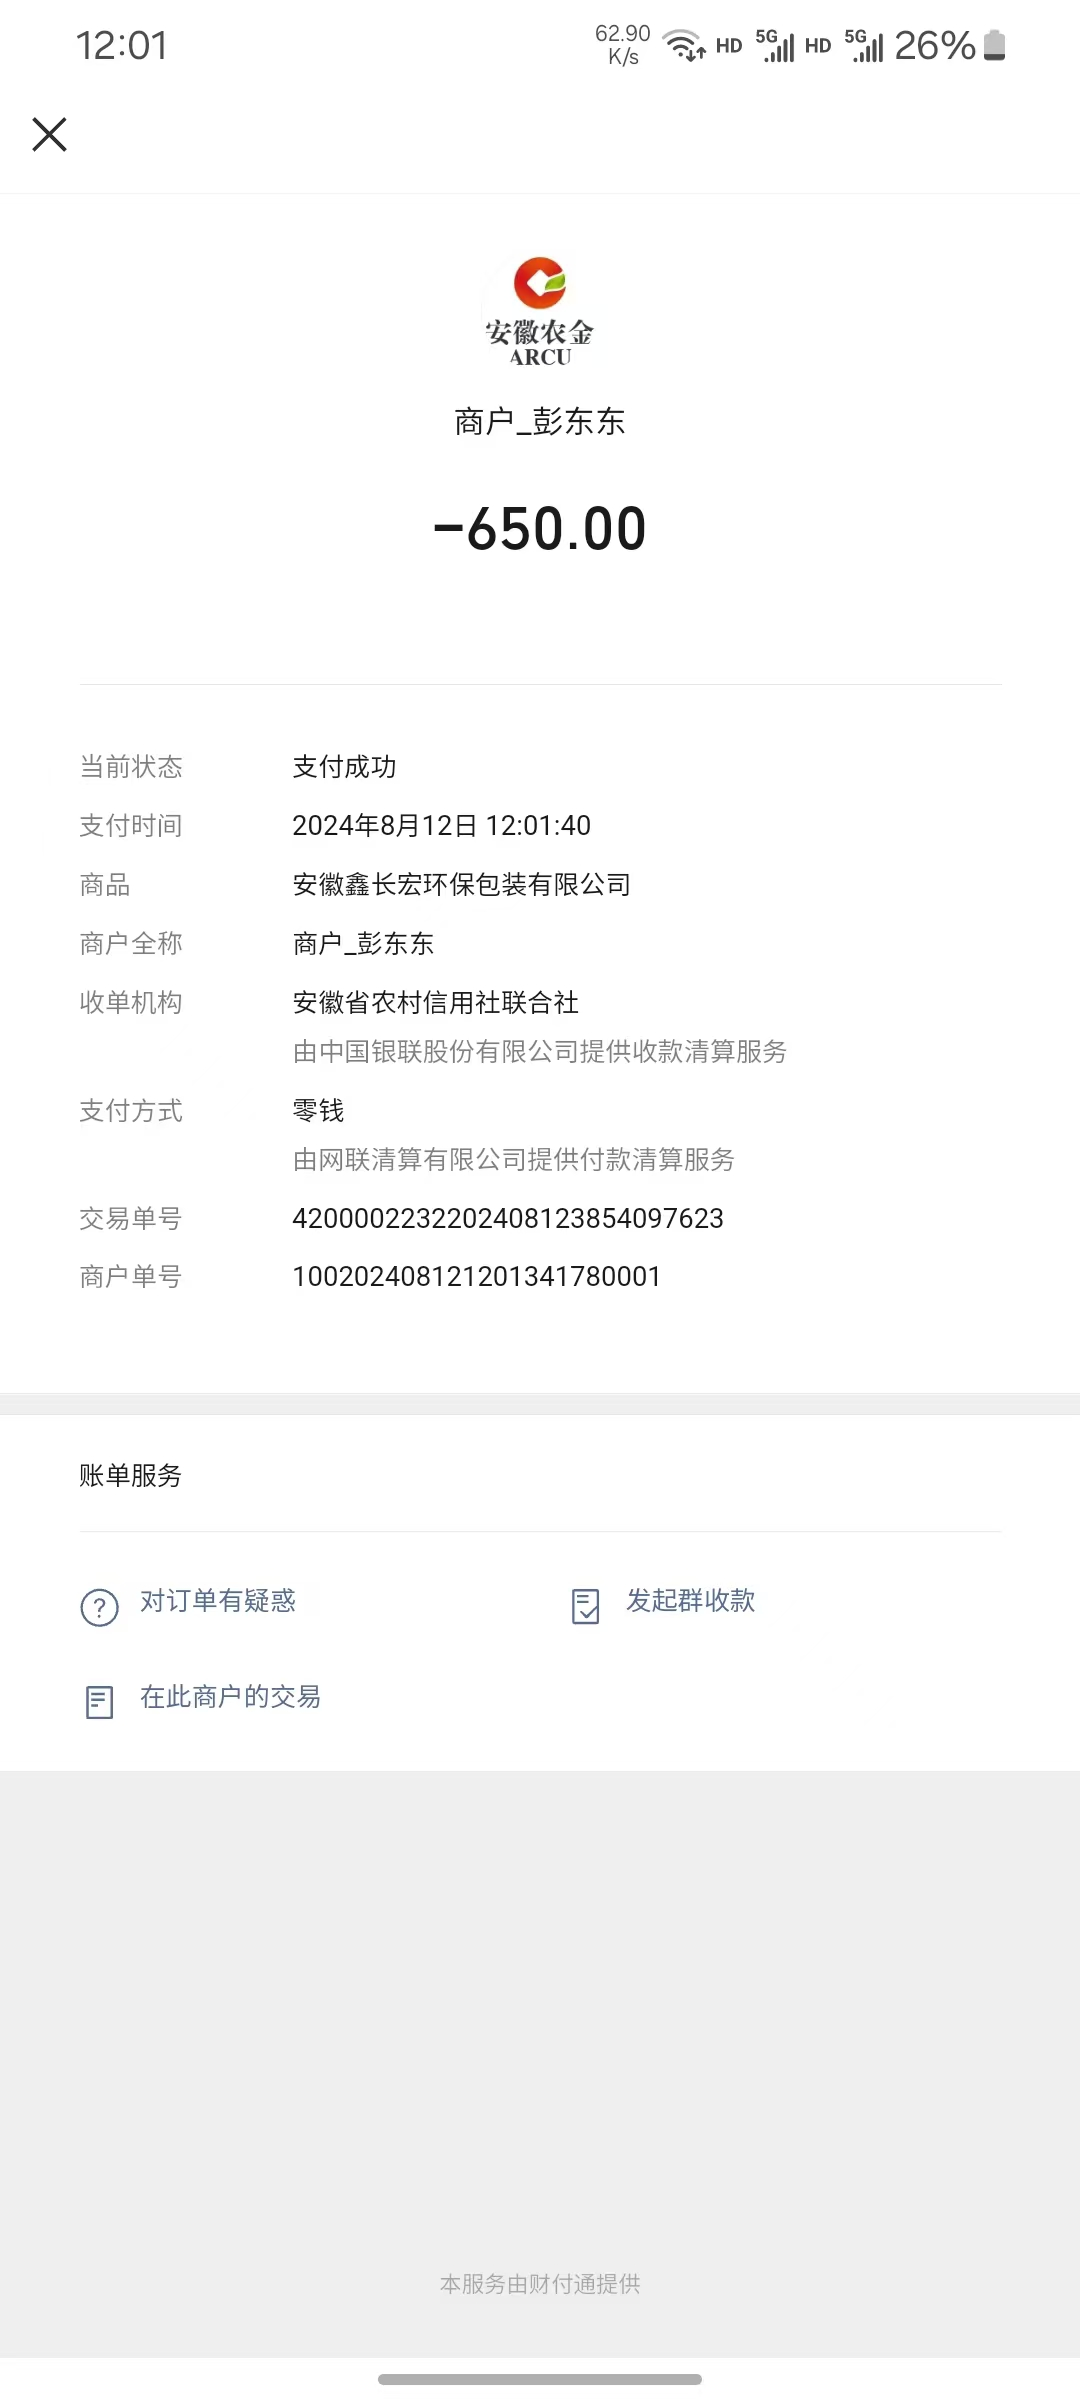 12:01
62.90 K/s HD 5G HD 5G 26%
安徽农金
ARCU
商户_彭东东
-650.00
当前状态 支付成功
支付时间 2024年8月12日 12:01:40
商品 安徽鑫长宏环保包装有限公司
商户全称 商户_彭东东
收单机构 安徽省农村信用社联合社
由中国银联股份有限公司提供收款清算服务
支付方式 零钱
由网联清算有限公司提供付款清算服务
交易单号 4200002232202408123854097623
商户单号 100202408121201341780001
账单服务
对订单有疑惑 发起群收款
在此商户的交易
本服务由财付通提供